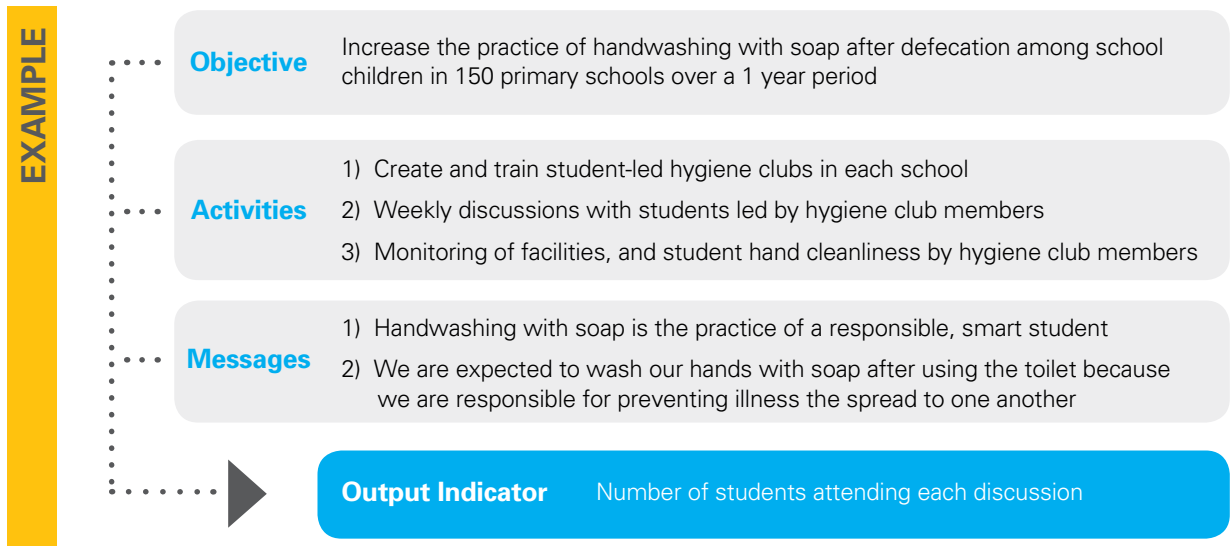 EXAMPLE
Objective
Increase the practice of handwashing with soap after defecation among school
children in 150 primary schools over a 1 year period
Activities
1) Create and train student-led hygiene clubs in each school
2) Weekly discussions with students led by hygiene club members
3) Monitoring of facilities, and student hand cleanliness by hygiene club members
Messages
1) Handwashing with soap is the practice of a responsible, smart student
2) We are expected to wash our hands with soap after using the toilet because
we are responsible for preventing illness the spread to one another
Output Indicator
Number of students attending each discussion